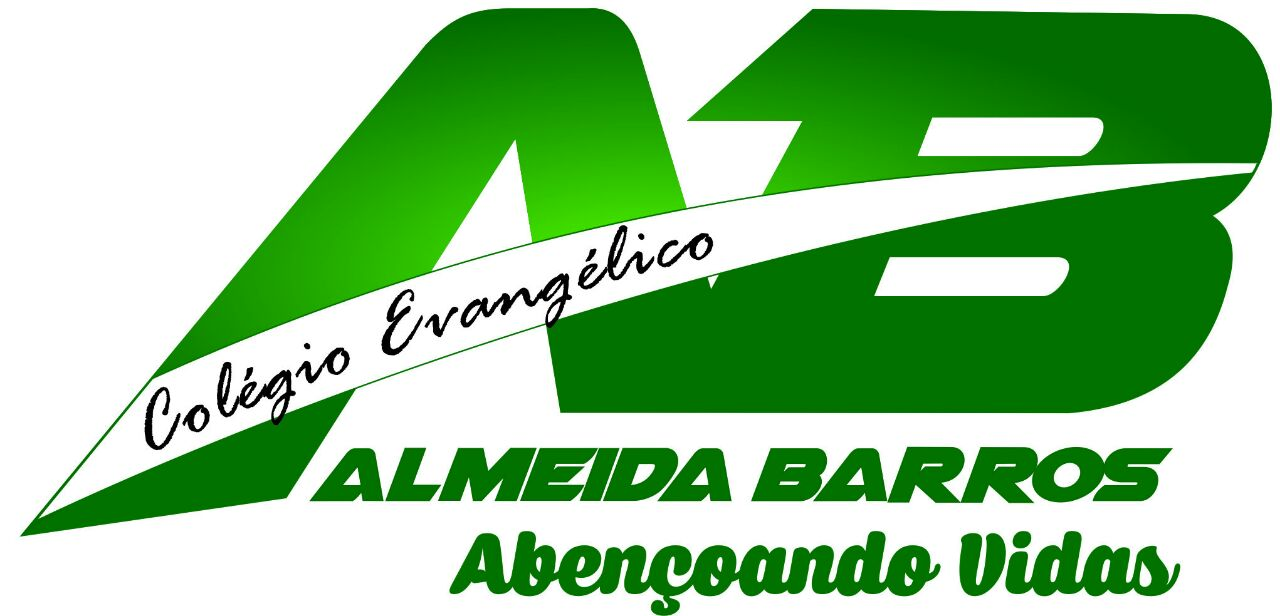 AB
Colégio Evangélico
ALMEIDA BARROS
Abençoando Vidas